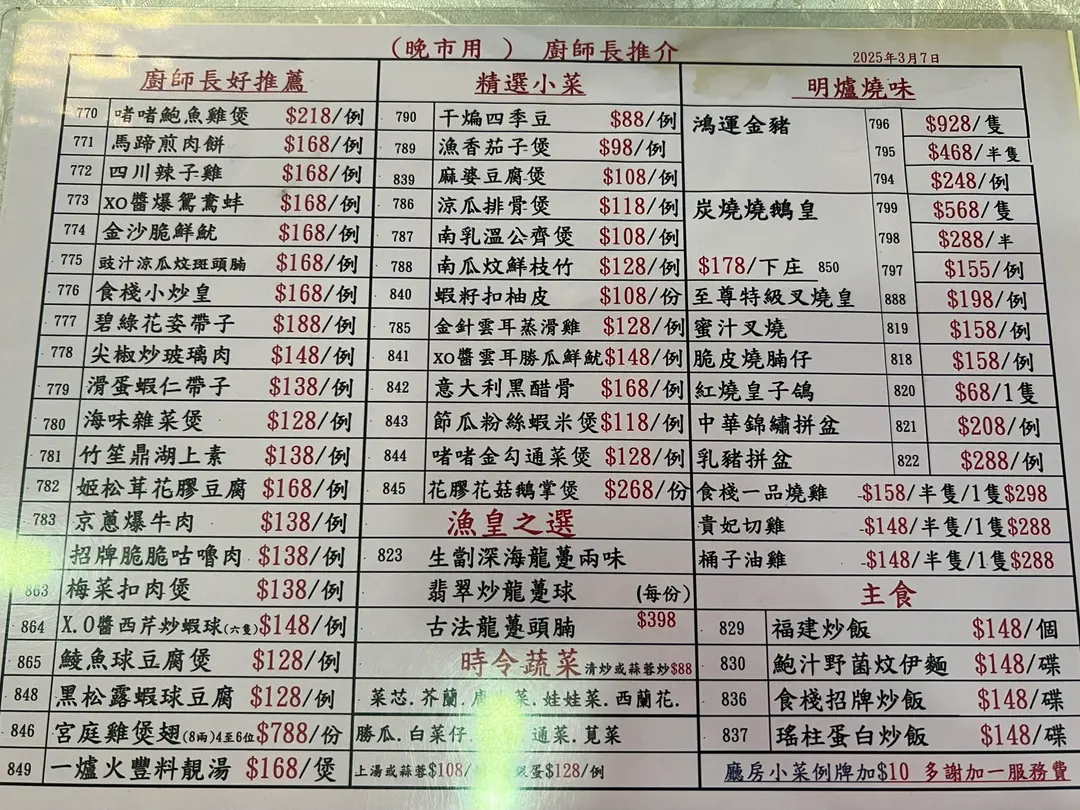 (晚市用 ) 廚師長推介
2025年3月7日
廚師長好推薦
770 啫啫鮑魚雞煲 $218/例
771 馬蹄煎肉餅 $168/例
772 四川辣子雞 $168/例
773 XO醬爆鴛鴦蚌 $168/例
774 金沙脆鮮魷 $168/例
775 豉汁涼瓜炆斑頭腩 $168/例
776 食棧小炒皇 $168/例
777 碧綠花姿帶子 $188/例
778 尖椒炒玻璃肉 $148/例
779 滑蛋蝦仁帶子 $138/例
780 海味雜菜煲 $128/例
781 竹笙鼎湖上素 $138/例
782 姬松茸花膠豆腐 $168/例
783 京蔥爆牛肉 $138/例
招牌脆脆咕嚕肉 $138/例
863 梅菜扣肉煲 $138/例
864 X.O醬西芹炒蝦球(六隻) $148/例
865 鯪魚球豆腐煲 $128/例
848 黑松露蝦球豆腐 $128/例
846 宮庭雞煲翅(8兩)4至6位 $788/份
849 一爐火豐料靚湯 $168/煲
精選小菜
790 干煸四季豆 $88/例
789 漁香茄子煲 $98/例
839 麻婆豆腐煲 $108/例
786 涼瓜排骨煲 $118/例
787 南乳溫公齊煲 $108/例
788 南瓜炆鮮枝竹 $128/例
840 蝦籽扣柚皮 $108/份
785 金針雲耳蒸滑雞 $128/例
841 XO醬雲耳勝瓜鮮魷 $148/例
842 意大利黑醋骨 $168/例
843 節瓜粉絲蝦米煲 $118/例
844 啫啫金勾通菜煲 $128/例
845 花膠花菇鵝掌煲 $268/份
漁皇之選
823 生劏深海龍躉兩味
翡翠炒龍躉球 (每份)
古法龍躉頭腩 $398
時令蔬菜 清炒或蒜蓉炒$88
菜芯.芥蘭. 菜.娃娃菜.西蘭花.
勝瓜.白菜仔. 通菜.莧菜
上湯或蒜蓉$108/ 蛋$128/例
明爐燒味
鴻運金豬 796 $928/隻
795 $468/半隻
794 $248/例
炭燒燒鵝皇 799 $568/隻
798 $288/半
$178/下庄 850 797 $155/例
至尊特級叉燒皇 888 $198/例
蜜汁叉燒 819 $158/例
脆皮燒腩仔 818 $158/例
紅燒皇子鴿 820 $68/1隻
中華錦繡拼盆 821 $208/例
乳豬拼盆 822 $288/例
食棧一品燒雞 -$158/半隻/1隻$298
貴妃切雞 -$148/半隻/1隻$288
桶子油雞 -$148/半隻/1隻$288
主食
829 福建炒飯 $148/個
830 鮑汁野菌炆伊麵 $148/碟
836 食棧招牌炒飯 $148/碟
837 瑤柱蛋白炒飯 $148/碟
廳房小菜例牌加$10 多謝加一服務費